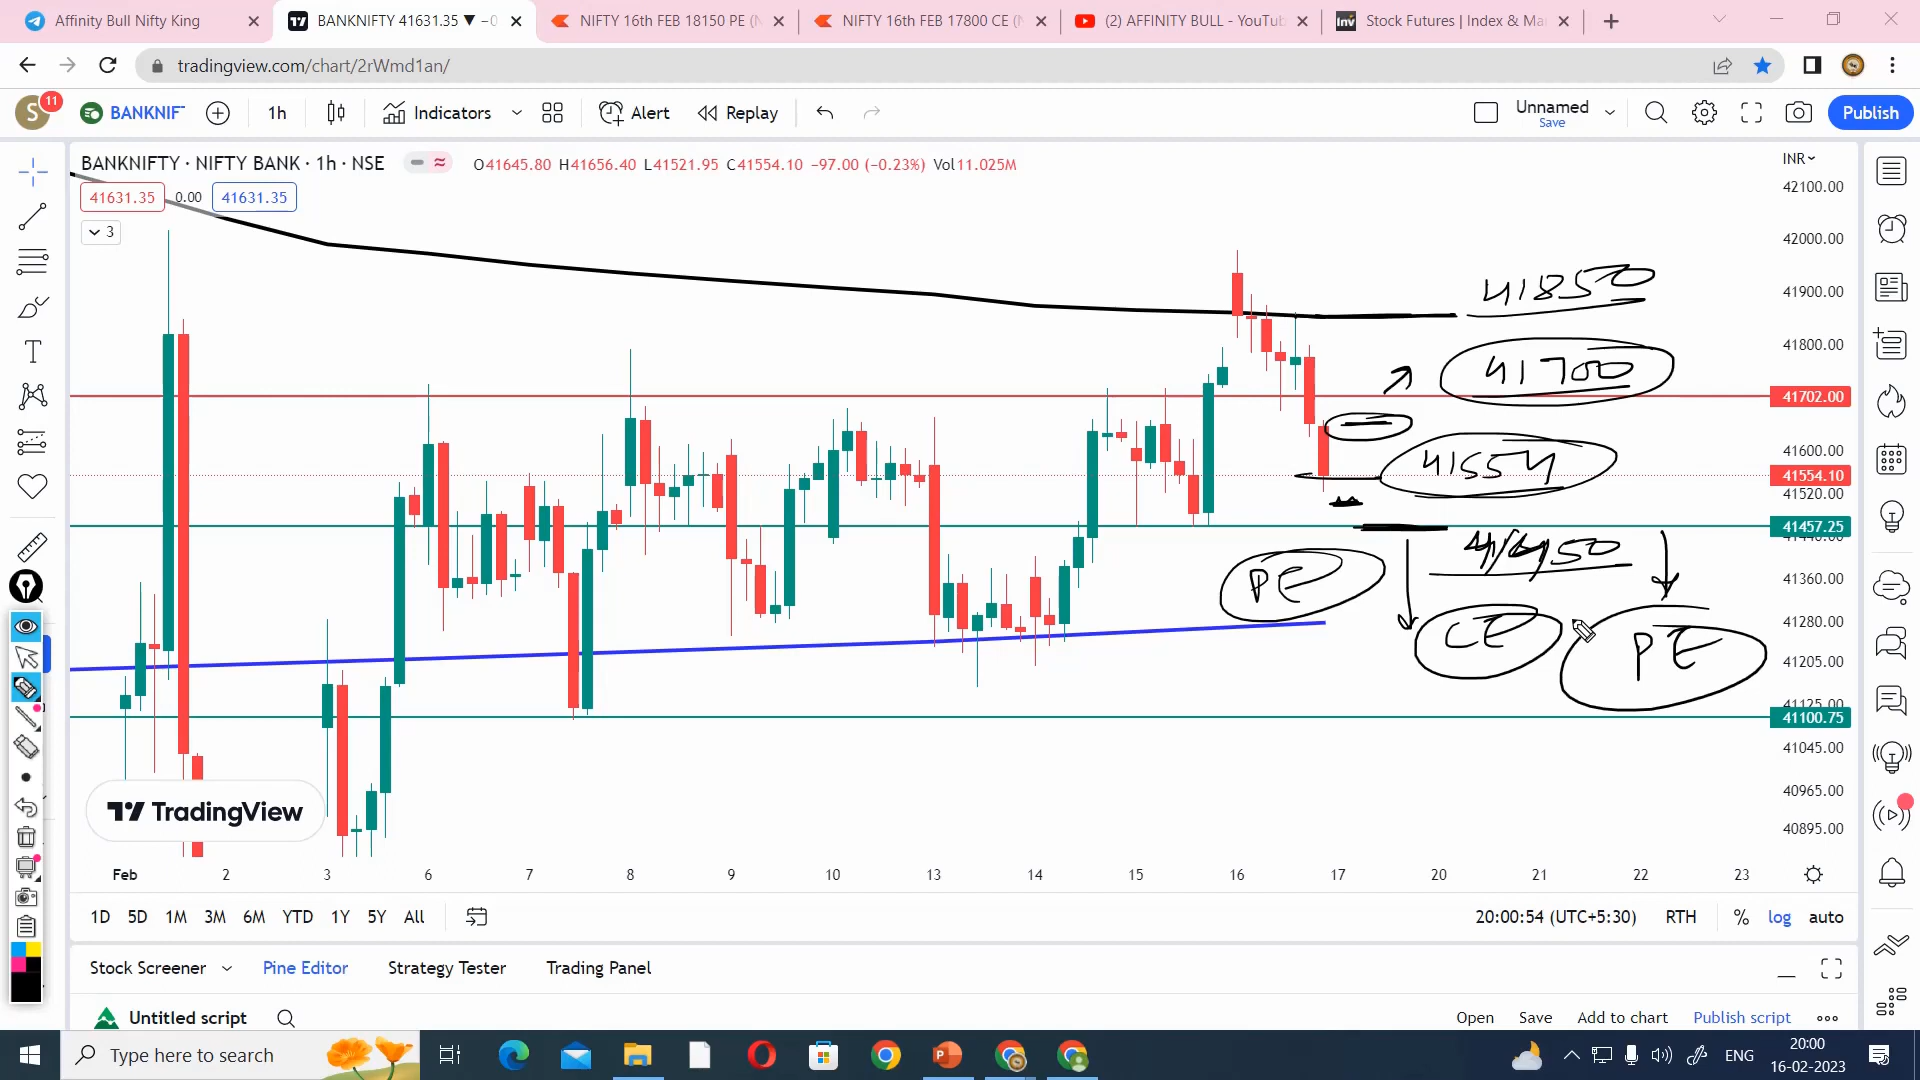 Affinity Bull Nifty King
BANKNIFTY 41631.35 ▼ −0
NIFTY 16th FEB 18150 PE (N
NIFTY 16th FEB 17800 CE (N
(2) AFFINITY BULL - YouTub
Stock Futures | Index & Ma
tradingview.com/chart/2rWmd1an/
S
11
BANKNIF
1h
Indicators
Alert
Replay
Unnamed
Save
Publish
BANKNIFTY · NIFTY BANK · 1h · NSE
O41645.80 H41656.40 L41521.95 C41554.10 −97.00 (−0.23%) Vol11.025M
INR
41631.35
0.00
41631.35
3
42100.00
42000.00
41900.00
41800.00
41702.00
41600.00
41554.10
41520.00
41457.25
41440.00
41360.00
41280.00
41205.00
41125.00
41100.75
41045.00
40965.00
40895.00
41850
41700
41554
41450
PE
CE
PE
TradingView
Feb 2 3 6 7 8 9 10 13 14 15 16 17 20 21 22 23
1D 5D 1M 3M 6M YTD 1Y 5Y All
20:00:54 (UTC+5:30) RTH % log auto
Stock Screener Pine Editor Strategy Tester Trading Panel
Untitled script
Open Save Add to chart Publish script
Type here to search
ENG
20:00
16-02-2023